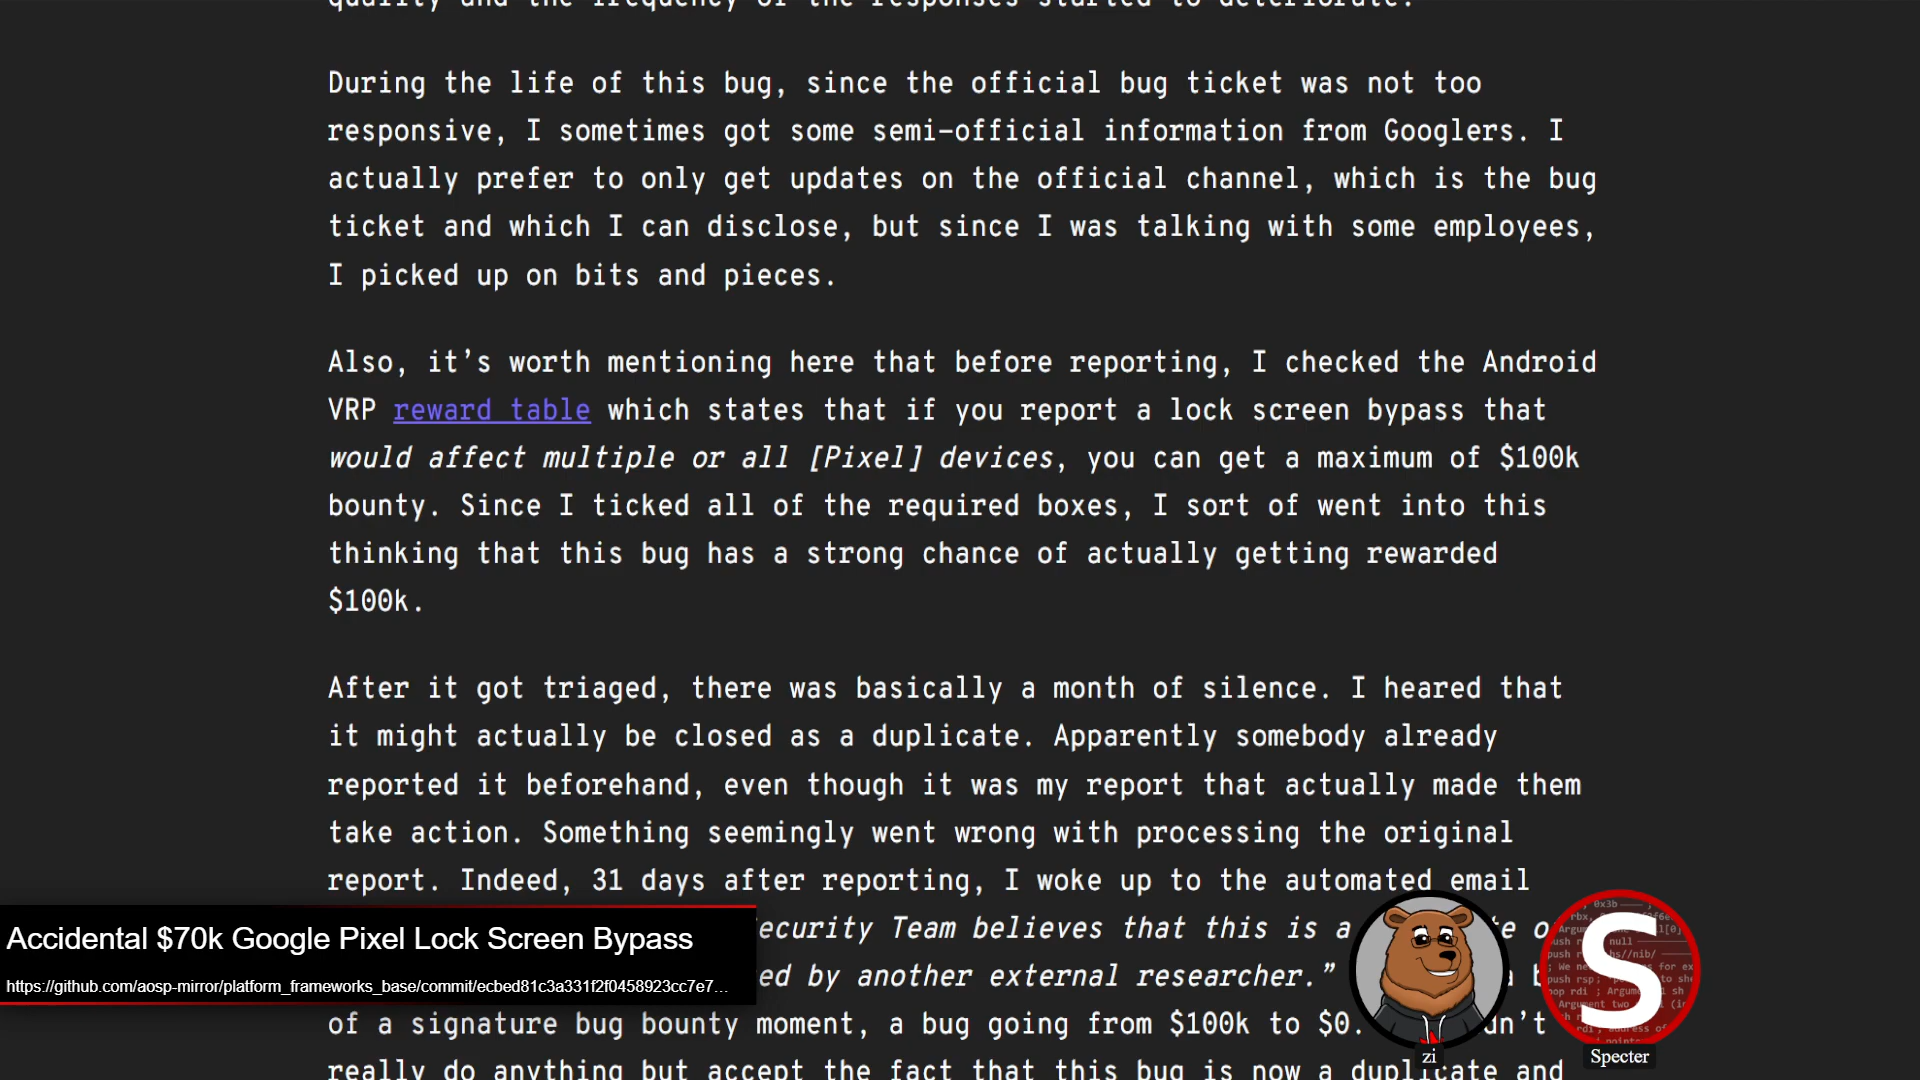 quality and the frequency of the responses started to deteriorate.
During the life of this bug, since the official bug ticket was not too
responsive, I sometimes got some semi-official information from Googlers. I
actually prefer to only get updates on the official channel, which is the bug
ticket and which I can disclose, but since I was talking with some employees,
I picked up on bits and pieces.
Also, it’s worth mentioning here that before reporting, I checked the Android
VRP reward table which states that if you report a lock screen bypass that
would affect multiple or all [Pixel] devices, you can get a maximum of $100k
bounty. Since I ticked all of the required boxes, I sort of went into this
thinking that this bug has a strong chance of actually getting rewarded
$100k.
After it got triaged, there was basically a month of silence. I heared that
it might actually be closed as a duplicate. Apparently somebody already
reported it beforehand, even though it was my report that actually made them
take action. Something seemingly went wrong with processing the original
report. Indeed, 31 days after reporting, I woke up to the automated email
ecurity Team believes that this is a
ed by another external researcher.”
of a signature bug bounty moment, a bug going from $100k to $0.
really do anything but accept the fact that this bug is now a duplicate and
Accidental $70k Google Pixel Lock Screen Bypass
https://github.com/aosp-mirror/platform_frameworks_base/commit/ecbed81c3a331f2f0458923cc7e7...
zi
S
Specter